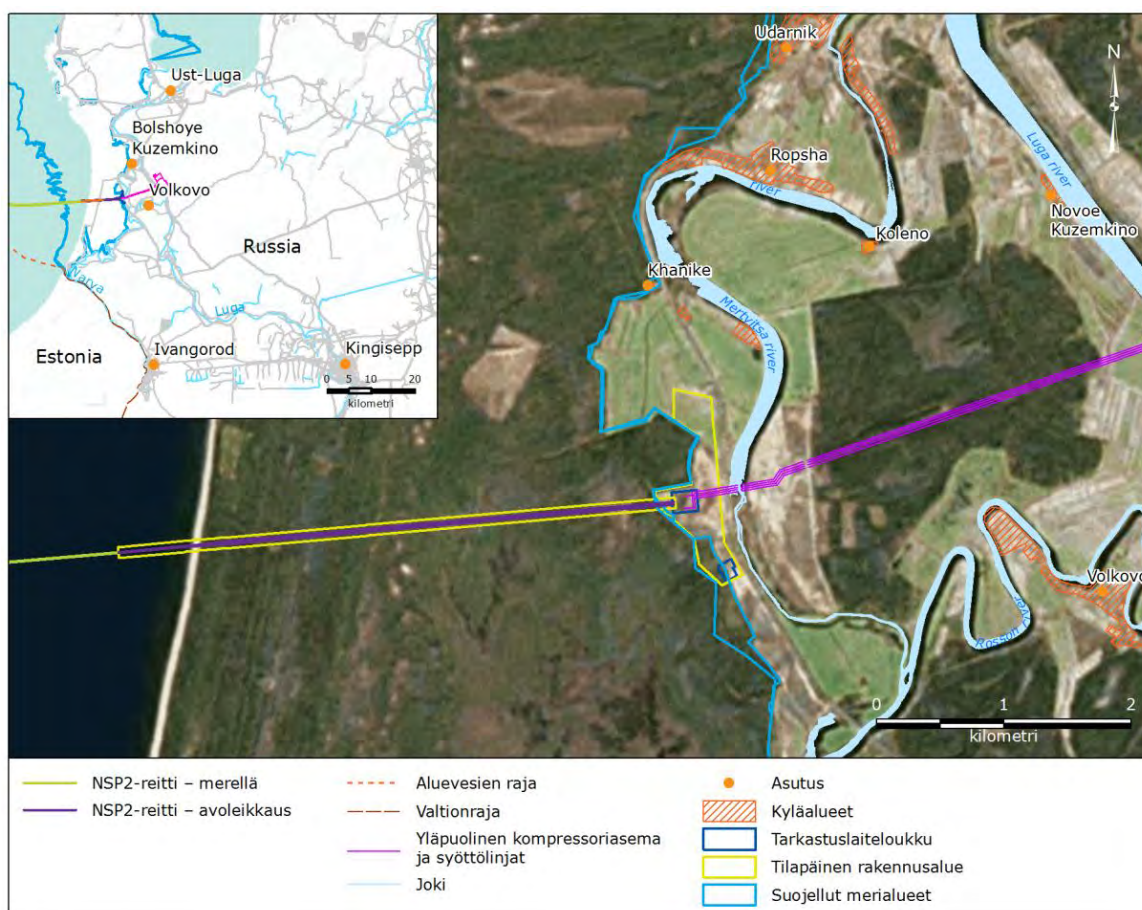 Ust-Luga
Bolshoye
Kuzemkino
Volkovo
Russia
Narva
Luga
Estonia
Ivangorod
Kingisepp
0 5 10 20
kilometri
Udarnik
N
Ropsha
river
Luga river
Novoe
Kuzemkino
Koleno
Khanike
Mertvitsa river
Volkovo
Rosson river
0 1 2
kilometri
NSP2-reitti – merellä
NSP2-reitti – avoleikkaus
Aluevesien raja
Valtionraja
Yläpuolinen kompressoriasema
ja syöttölinjat
Joki
Asutus
Kyläalueet
Tarkastuslaiteloukku
Tilapäinen rakennusalue
Suojellut merialueet